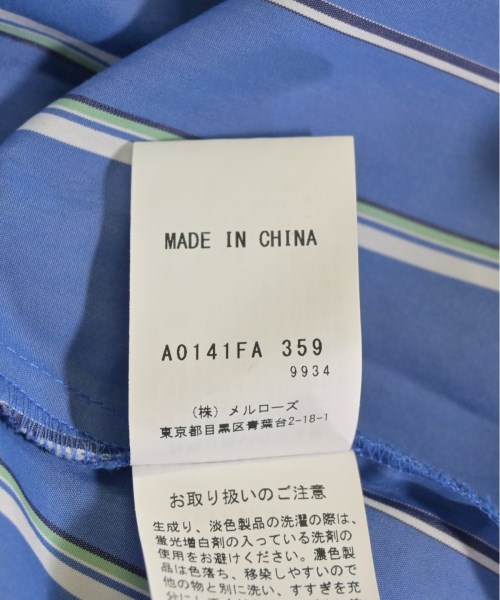 MADE IN CHINA
A0141FA 359
9934
(株) メルローズ
東京都目黒区青葉台2-18-1
お取り扱いのご注意
生成り、淡色製品の洗濯の際は、
蛍光増白剤の入っている洗剤の
使用をお避けください。濃色製
品は色落ち、移染しやすいので
他の物と別に洗い、すすぎを充
分に